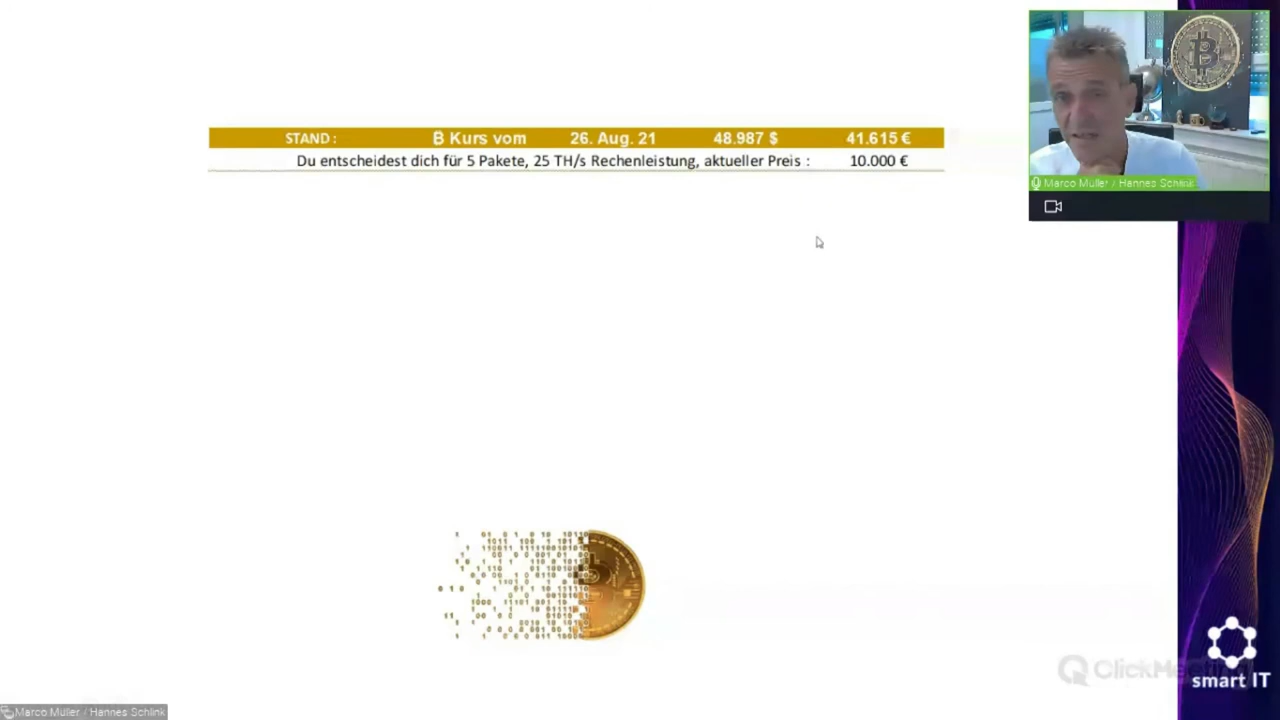 STAND : B Kurs vom 26. Aug. 21 48.987 $ 41.615 €
Du entscheidest dich für 5 Pakete, 25 TH/s Rechenleistung, aktueller Preis : 10.000 €
Marco Müller / Hannes Schlink
ClickMeeting
smart IT
Marco Müller / Hannes Schlink